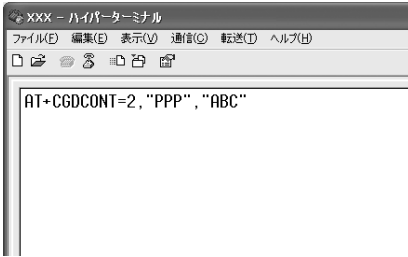 XXX - ハイパーターミナル
ファイル(F) 編集(E) 表示(V) 通信(C) 転送(T) ヘルプ(H)
AT+CGDCONT=2,"PPP","ABC"